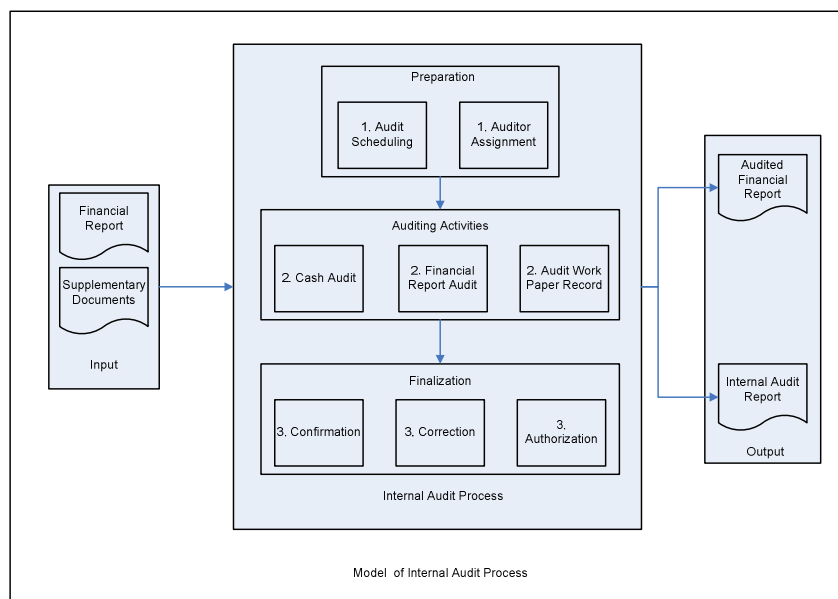 Preparation
1. Audit
Scheduling
1. Auditor
Assignment
Financial
Report
Supplementary
Documents
Input
Auditing Activities
2. Cash Audit
2. Financial
Report Audit
2. Audit Work
Paper Record
Finalization
3. Confirmation
3. Correction
3.
Authorization
Internal Audit Process
Audited
Financial
Report
Internal Audit
Report
Output
Model of Internal Audit Process